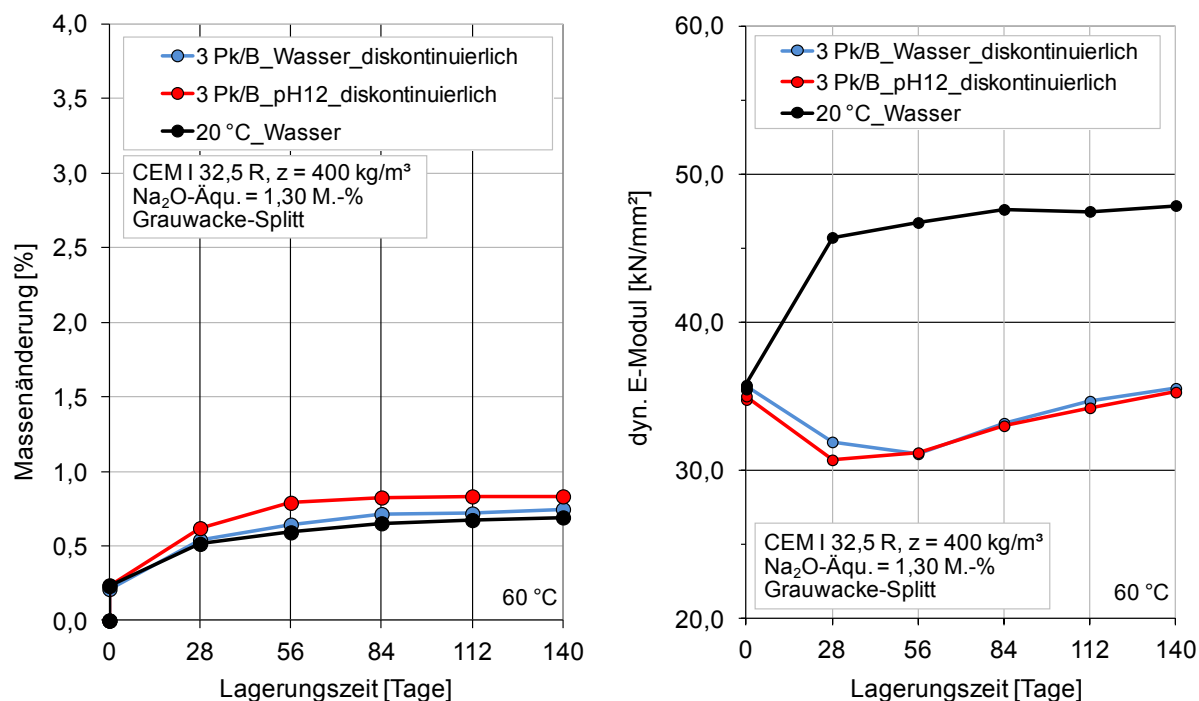 4,0
3,5
3,0
2,5
2,0
1,5
1,0
0,5
0,0
Massenänderung [%]
3 Pk/B_Wasser_diskontinuierlich
3 Pk/B_pH12_diskontinuierlich
20 °C_Wasser
CEM I 32,5 R, z = 400 kg/m³
Na₂O-Äqu. = 1,30 M.-%
Grauwacke-Splitt
60 °C
0 28 56 84 112 140
Lagerungszeit [Tage]
60,0
50,0
40,0
30,0
20,0
dyn. E-Modul [kN/mm²]
3 Pk/B_Wasser_diskontinuierlich
3 Pk/B_pH12_diskontinuierlich
20 °C_Wasser
CEM I 32,5 R, z = 400 kg/m³
Na₂O-Äqu. = 1,30 M.-%
Grauwacke-Splitt
60 °C
0 28 56 84 112 140
Lagerungszeit [Tage]